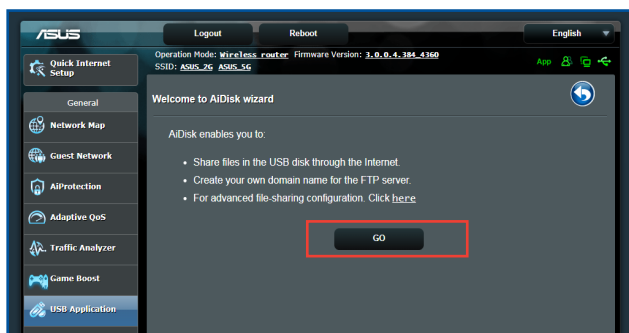 ASUS
Logout
Reboot
English
Operation Mode: Wireless router Firmware Version: 3.0.0.4.384_4360
SSID: ASUS_2G ASUS_5G
App
Quick Internet
Setup
General
Network Map
Guest Network
AiProtection
Adaptive QoS
Traffic Analyzer
Game Boost
USB Application
Welcome to AiDisk wizard
AiDisk enables you to:
• Share files in the USB disk through the Internet.
• Create your own domain name for the FTP server.
• For advanced file-sharing configuration. Click here
GO